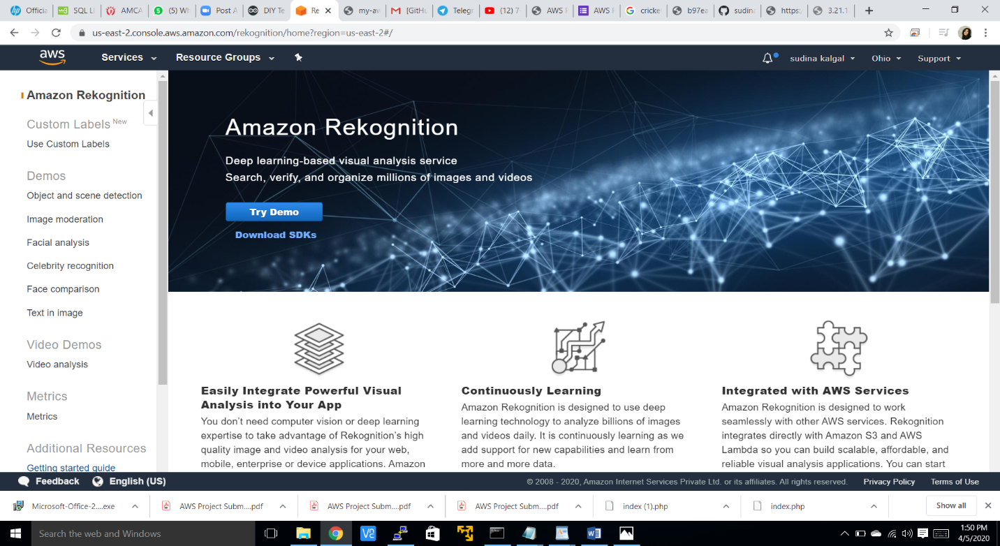 Officia
SQL LI
AMCA
(5) Wh
Post A
DIY Te
Re
my-aw
[GitHu
Telegr
(12) 7
AWS F
AWS F
cricke
b97ea
sudina
https:
3.21.1
us-east-2.console.aws.amazon.com/rekognition/home?region=us-east-2#/
aws
Services
Resource Groups
sudina kalgal
Ohio
Support
Amazon Rekognition
Custom Labels New
Use Custom Labels
Demos
Object and scene detection
Image moderation
Facial analysis
Celebrity recognition
Face comparison
Text in image
Video Demos
Video analysis
Metrics
Metrics
Additional Resources
Getting started guide
Amazon Rekognition
Deep learning-based visual analysis service
Search, verify, and organize millions of images and videos
Try Demo
Download SDKs
Easily Integrate Powerful Visual
Analysis into Your App
You don’t need computer vision or deep learning
expertise to take advantage of Rekognition’s high
quality image and video analysis for your web,
mobile, enterprise or device applications. Amazon
Continuously Learning
Amazon Rekognition is designed to use deep
learning technology to analyze billions of images
and videos daily. It is continuously learning as we
add support for new capabilities and learn from
more and more data.
Integrated with AWS Services
Amazon Rekognition is designed to work
seamlessly with other AWS services. Rekognition
integrates directly with Amazon S3 and AWS
Lambda so you can build scalable, affordable, and
reliable visual analysis applications. You can start
Feedback
English (US)
© 2008 - 2020, Amazon Internet Services Private Ltd. or its affiliates. All rights reserved.
Privacy Policy
Terms of Use
Microsoft-Office-2....exe
AWS Project Subm....pdf
AWS Project Subm....pdf
AWS Project Subm....pdf
index (1).php
index.php
Show all
Search the web and Windows
1:50 PM
4/5/2020